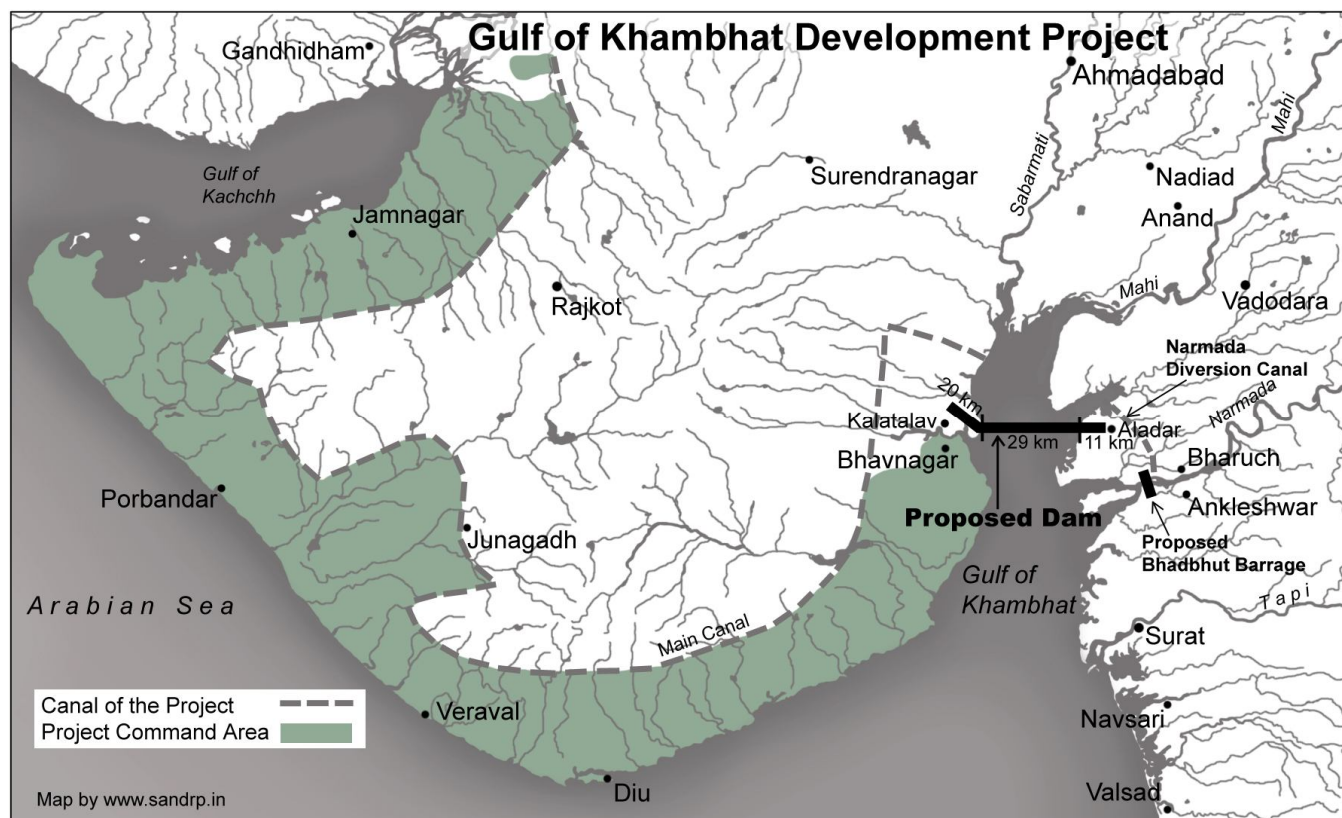 Gulf of Khambhat Development Project
Gandhidham
Ahmadabad
Mahi
Sabarmati
Gulf of
Kachchh
Surendranagar
Nadiad
Anand
Jamnagar
Rajkot
Mahi
Vadodara
Narmada
Diversion Canal
Narmada
20 km
Kalatalav
29 km
11 km
Aladar
Bhavnagar
Bharuch
Porbandar
Proposed Dam
Ankleshwar
Junagadh
Proposed
Bhadbhut Barrage
Gulf of
Khambhat
Arabian Sea
Tapi
Main Canal
Surat
Canal of the Project
Project Command Area
Veraval
Navsari
Diu
Valsad
Map by www.sandrp.in